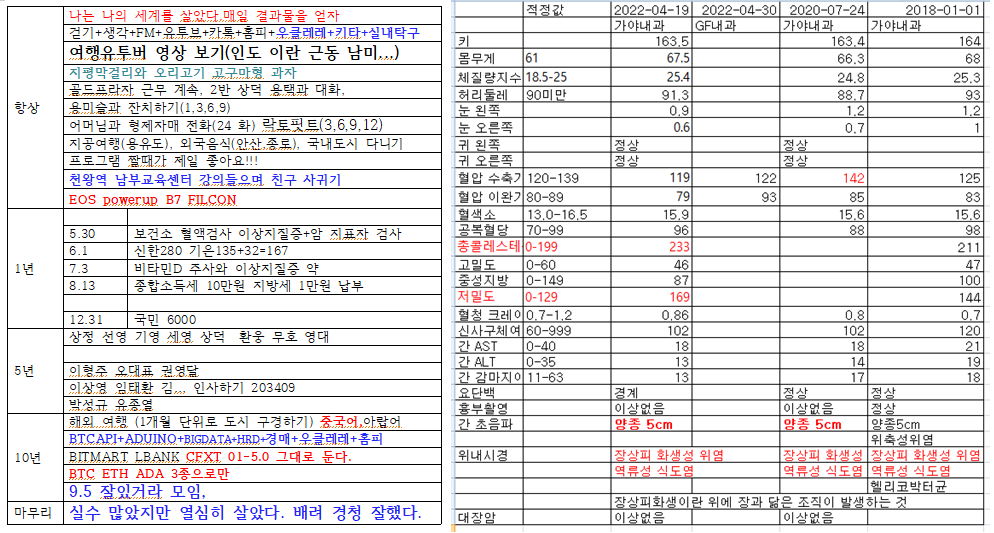 항상
나는 나의 세계를 살았다.매일 결과물을 얻자
걷기+생각+FM+유튜브+카톡+홈피+우클레레+키타+실내탁구
여행유투버 영상 보기(인도 이란 근동 남미...)
지평막걸리와 오리고기 고구마형 과자
골드프라자 근무 계속, 2반 상덕 용택과 대화,
용미술과 잔치하기(1,3,6,9)
어머님과 형제자매 전화(24 화) 락토핏트(3,6,9,12)
지공여행(용유도), 외국음식(안산,종로), 국내도시 다니기
프로그램 짤때가 제일 좋아요!!!
천왕역 남부교육센터 강의들으며 친구 사귀기
EOS powerup B7 FILCON
1년
5.30 보건소 혈액검사 이상지질증+암 지표자 검사
6.1 신한280 기은135+32=167
7.3 비타민D 주사와 이상지질증 약
8.13 종합소득세 10만원 지방세 1만원 납부
12.31 국민 6000
5년
상정 선영 기영 세영 상덕 환웅 무호 영대
이형주 오대표 권영달
이상영 임태환 김,,, 인사하기 203409
박성규 유종열
10년
해외 여행 (1개월 단위로 도시 구경하기) 중국어,아랍어
BTCAPI+ADUINO+BIGDATA+HRD+경매+우클레레+홈피
BITMART LBANK CFXT 01-5.0 그대로 둔다.
BTC ETH ADA 3종으로만
9.5 잘있거라 모임,
마무리 실수 많았지만 열심히 살았다. 배려 경청 잘했다.
적정값 2022-04-19 2022-04-30 2020-07-24 2018-01-01
가야내과 GF내과 가야내과 가야내과
키 163.5 163.4 164
몸무게 61 67.5 66.3 68
체질량지수 18.5-25 25.4 24.8 25.3
허리둘레 90미만 91.3 88.7 93
눈 왼쪽 0.9 1.2 1.2
눈 오른쪽 0.6 0.7 1
귀 왼쪽 정상 정상
귀 오른쪽 정상 정상
혈압 수축기 120-139 119 122 142 125
혈압 이완기 80-89 79 93 85 83
혈색소 13.0-16.5 15.9 15.6 15.6
공복혈당 70-99 96 88 98
총콜레스테 0-199 233 211
고밀도 0-60 46 47
중성지방 0-149 87 100
저밀도 0-129 169 144
혈청 크레아 0.7-1.2 0.86 0.8 0.7
신사구체여 60-999 102 102 120
간 AST 0-40 18 18 21
간 ALT 0-35 13 14 19
간 감마지이 11-63 13 17 18
요단백 경계 정상 정상
흉부촬영 이상없음 이상없음 정상
간 초음파 양종 5cm 양종 5cm 양종5cm
위축성위염
위내시경 장상피 화생성 위염 장상피 화생성 장상피 화생성 위염
역류성 식도염 역류성 식도염 역류성 식도염
헬리코박터균
장상피화생이란 위에 장과 닮은 조직이 발생하는 것
대장암 이상없음 이상없음